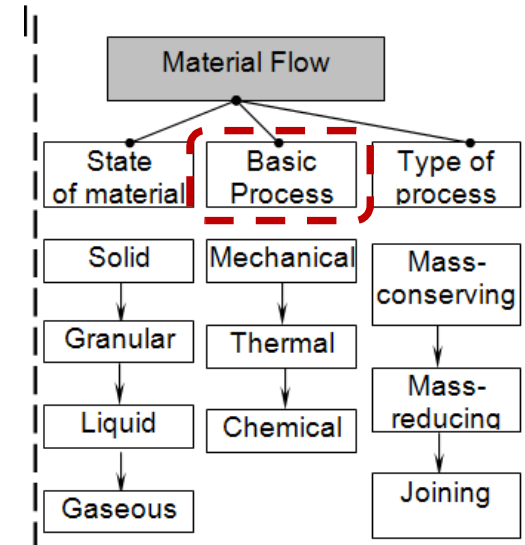 Material Flow
State
of material
Basic
Process
Type of
process
Solid
Granular
Liquid
Gaseous
Mechanical
Thermal
Chemical
Mass-
conserving
Mass-
reducing
Joining